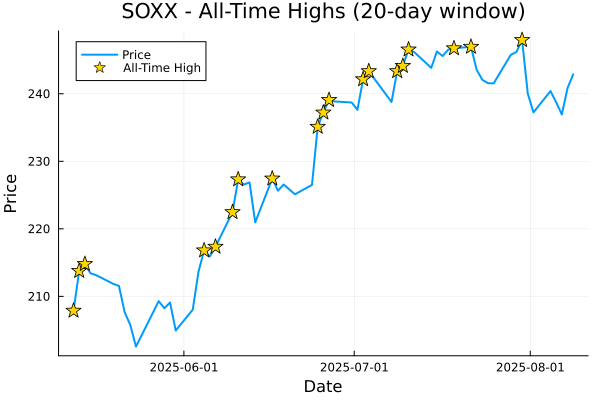 SOXX - All-Time Highs (20-day window)
Price
All-Time High
240
230
220
210
Price
2025-06-01
2025-07-01
2025-08-01
Date